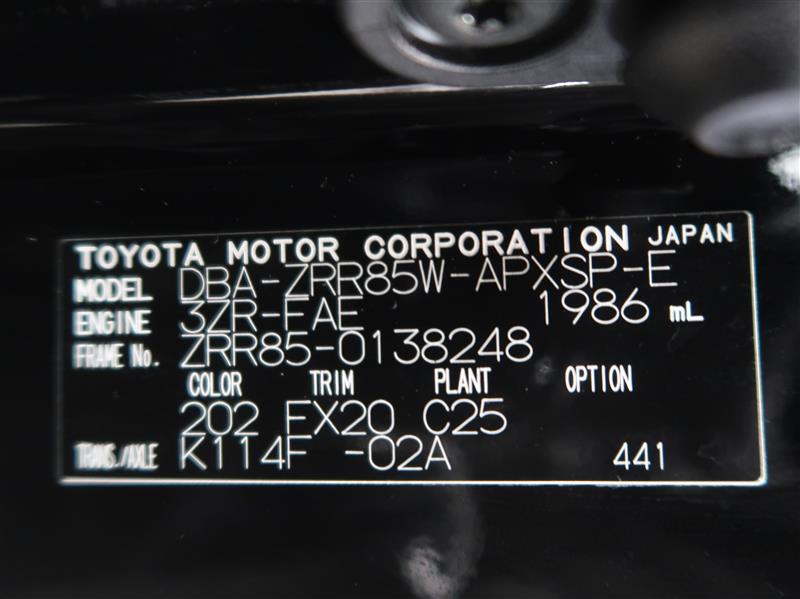 TOYOTA MOTOR CORPORATION JAPAN
MODEL DBA-ZRR85W-APXSP-E
ENGINE 3ZR-FAE 1986 mL
FRAME No. ZRR85-0138248
COLOR TRIM PLANT OPTION
202 FX20 C25
TRANS./AXLE K114F -02A 441